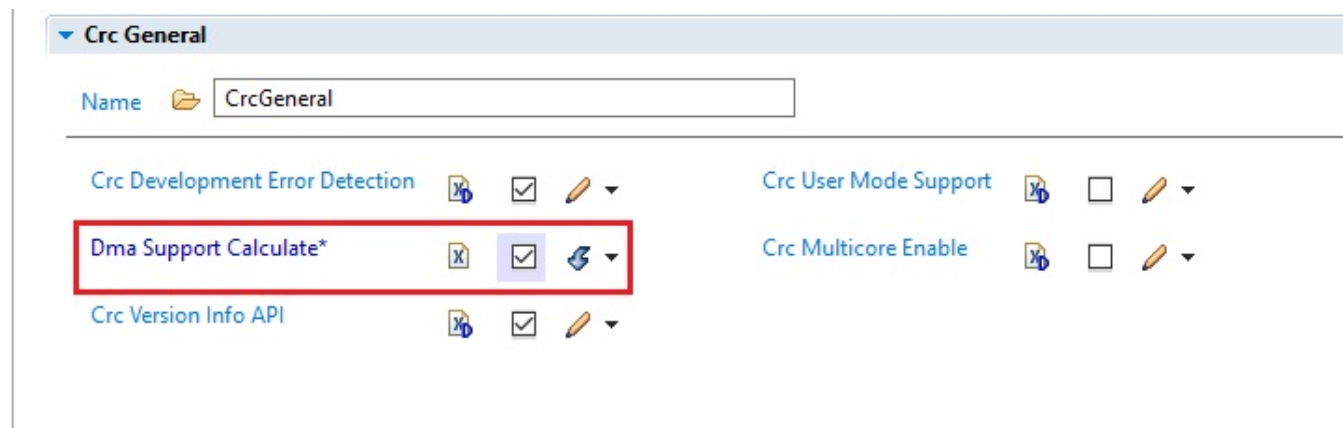 Crc General
Name CrcGeneral
Crc Development Error Detection Crc User Mode Support
Dma Support Calculate* Crc Multicore Enable
Crc Version Info API